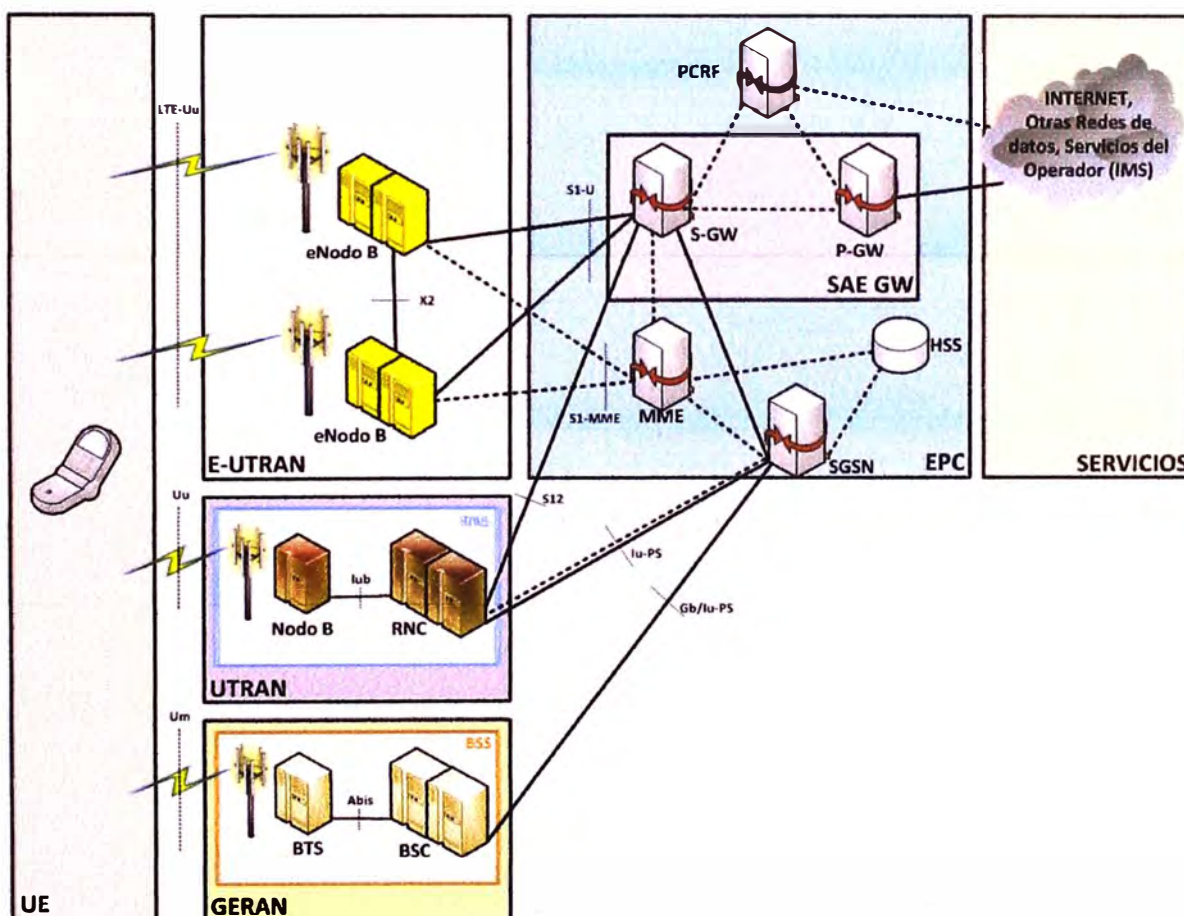 PCRF
INTERNET,
Otras Redes de
datos, Servicios del
Operador (IMS)
LTE-Uu
S1-U
eNodo B
S-GW
P-GW
SAE GW
X2
HSS
S1-MME
MME
eNodo B
SGSN
E-UTRAN
EPC
SERVICIOS
Uu
S12
Iu-PS
Iub
Gb/Iu-PS
Nodo B
RNC
UTRAN
Um
BSS
Abis
BTS
BSC
UE
GERAN